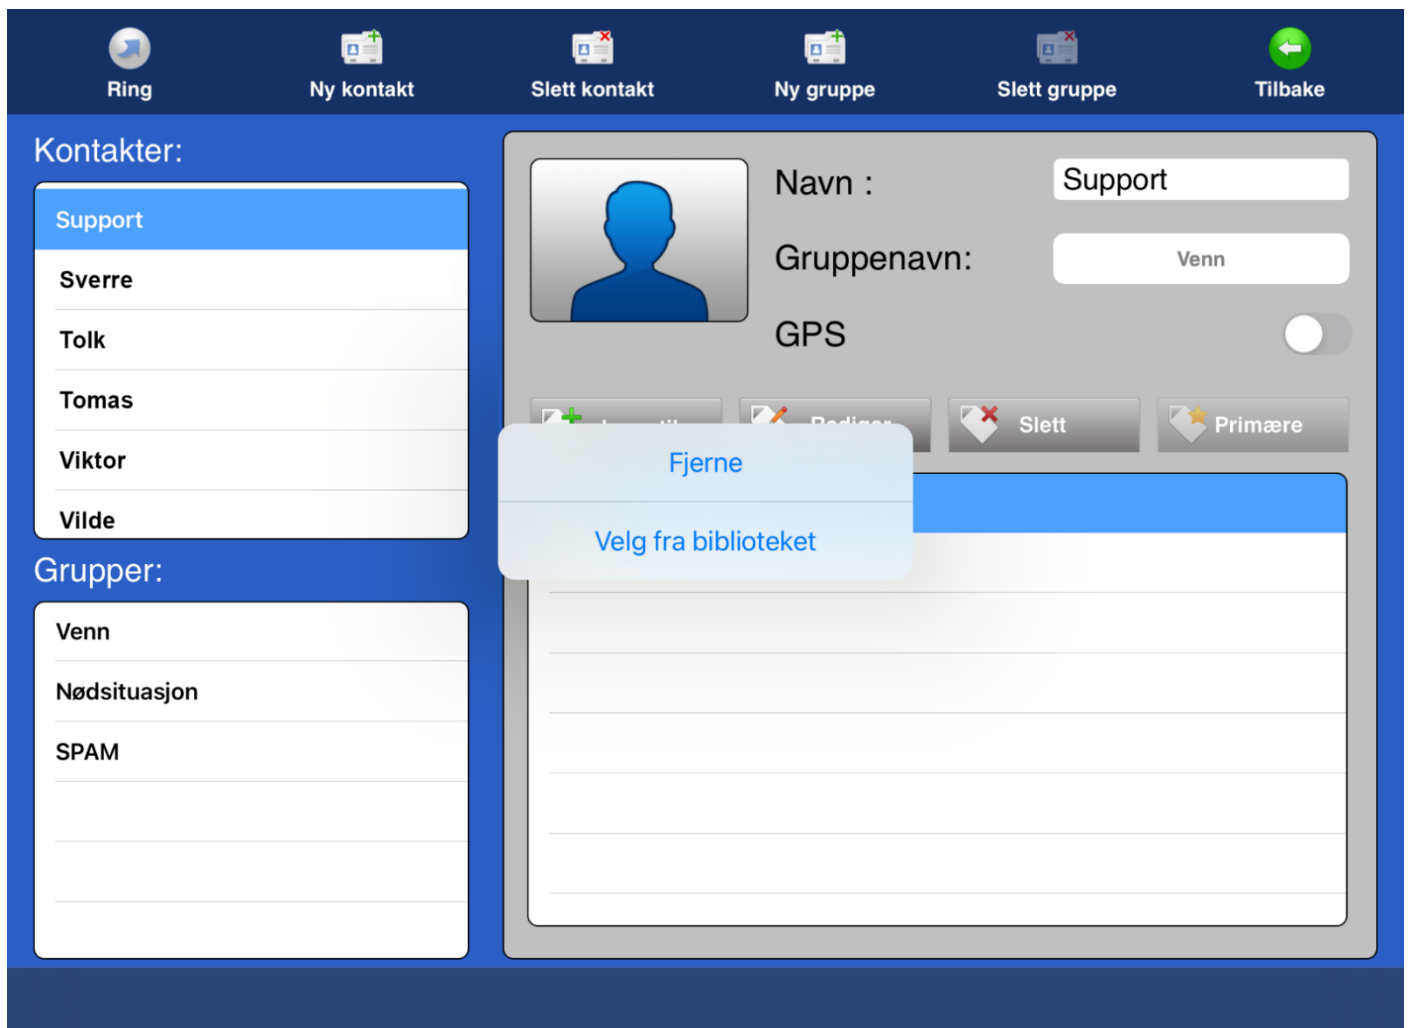 Ring
Ny kontakt
Slett kontakt
Ny gruppe
Slett gruppe
Tilbake
Kontakter:
Support
Sverre
Tolk
Tomas
Viktor
Vilde
Grupper:
Venn
Nødsituasjon
SPAM
Navn :
Support
Gruppenavn:
Venn
GPS
Slett
Primære
Fjerne
Velg fra biblioteket